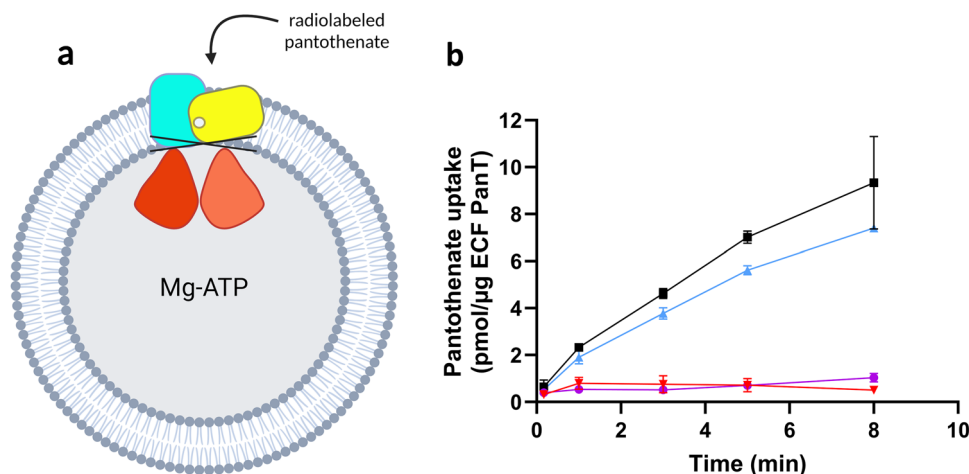 radiolabeled
pantothenate
a
Mg-ATP
b
Pantothenate uptake
(pmol/µg ECF PanT)
12
10
8
6
4
2
0
0
2
4
6
8
10
Time (min)